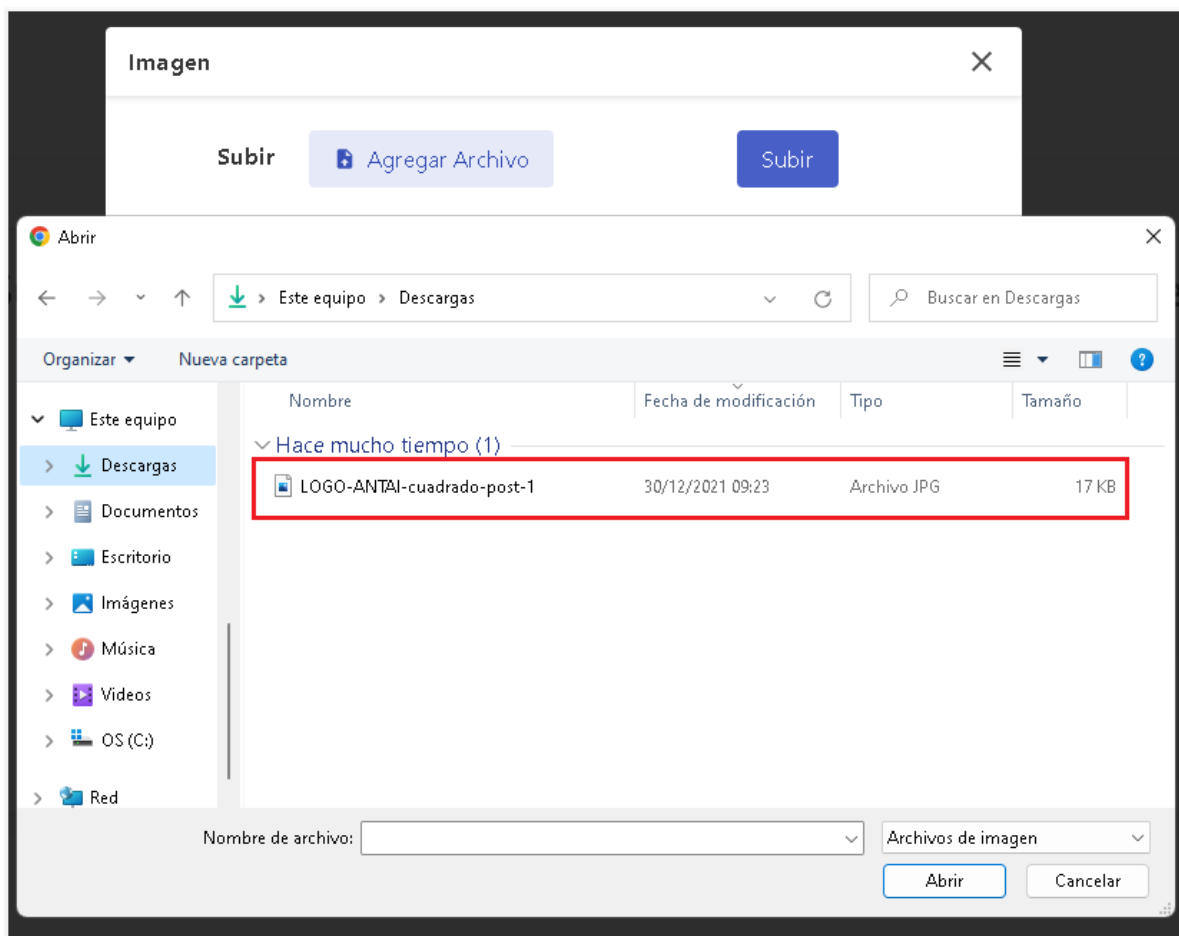 Imagen
Subir Agregar Archivo Subir
Abrir
Este equipo > Descargas Buscar en Descargas
Organizar Nueva carpeta
Nombre Fecha de modificación Tipo Tamaño
Este equipo
Hace mucho tiempo (1)
Descargas
LOGO-ANTAI-cuadrado-post-1 30/12/2021 09:23 Archivo JPG 17 KB
Documentos
Escritorio
Imágenes
Música
Videos
OS (C:)
Red
Nombre de archivo: Archivos de imagen
Abrir Cancelar